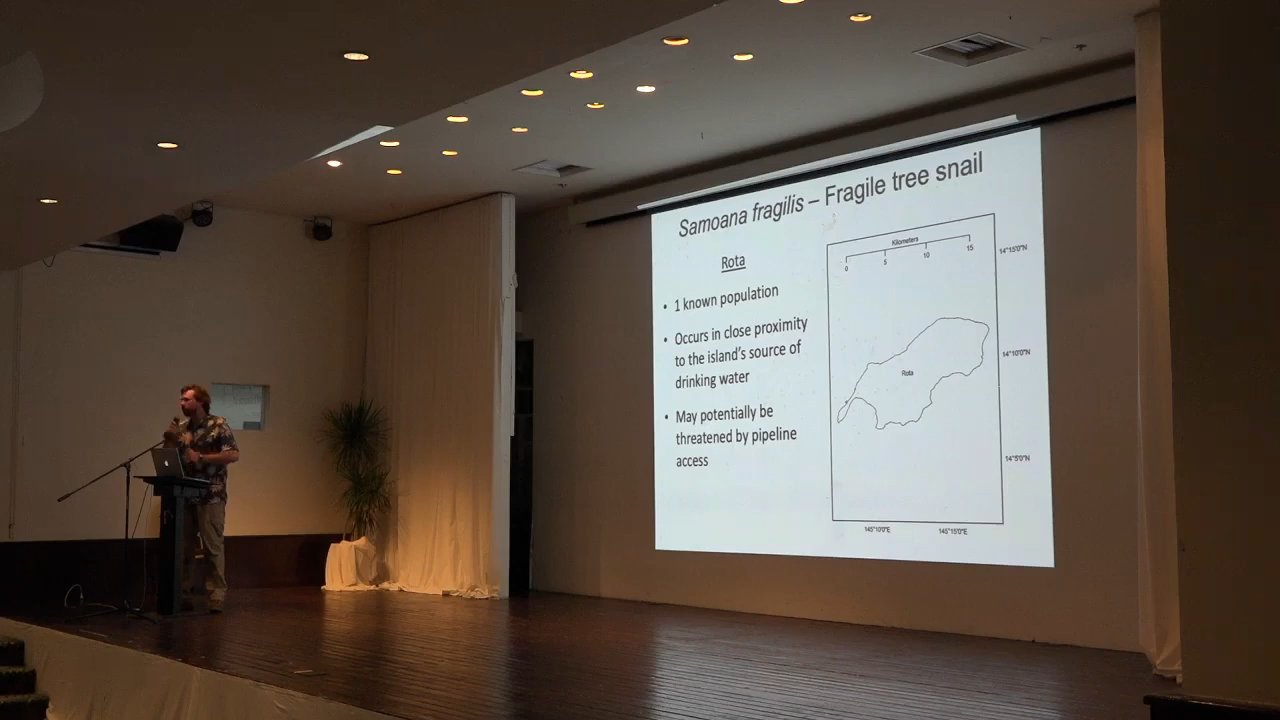 Samoana fragilis – Fragile tree snail
Rota
• 1 known population
• Occurs in close proximity
to the island's source of
drinking water
• May potentially be
threatened by pipeline
access
Kilometers
0 5 10 15
Rota
14°15'0"N
14°10'0"N
14°5'0"N
145°10'0"E 145°15'0"E